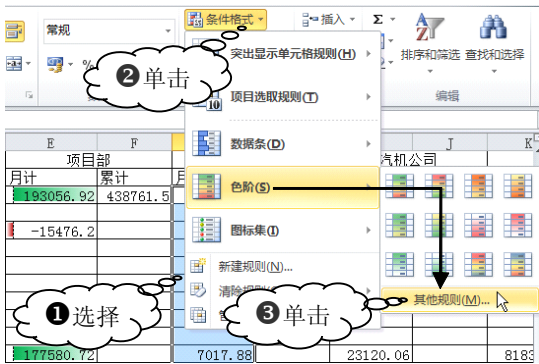 常规
条件格式
插入
Σ
%
排序和筛选 查找和选择
编辑
❷单击
突出显示单元格规则(H)
项目选取规则(T)
10
数据条(D)
色阶(S)
图标集(I)
新建规则(N)...
清除规则
其他规则(M)...
E F J K
项目部 汽机公司
月计 累计 月
193056.92 438761.5
-15476.2
❶选择
❸单击
177580.72 7017.88 23120.06 8183